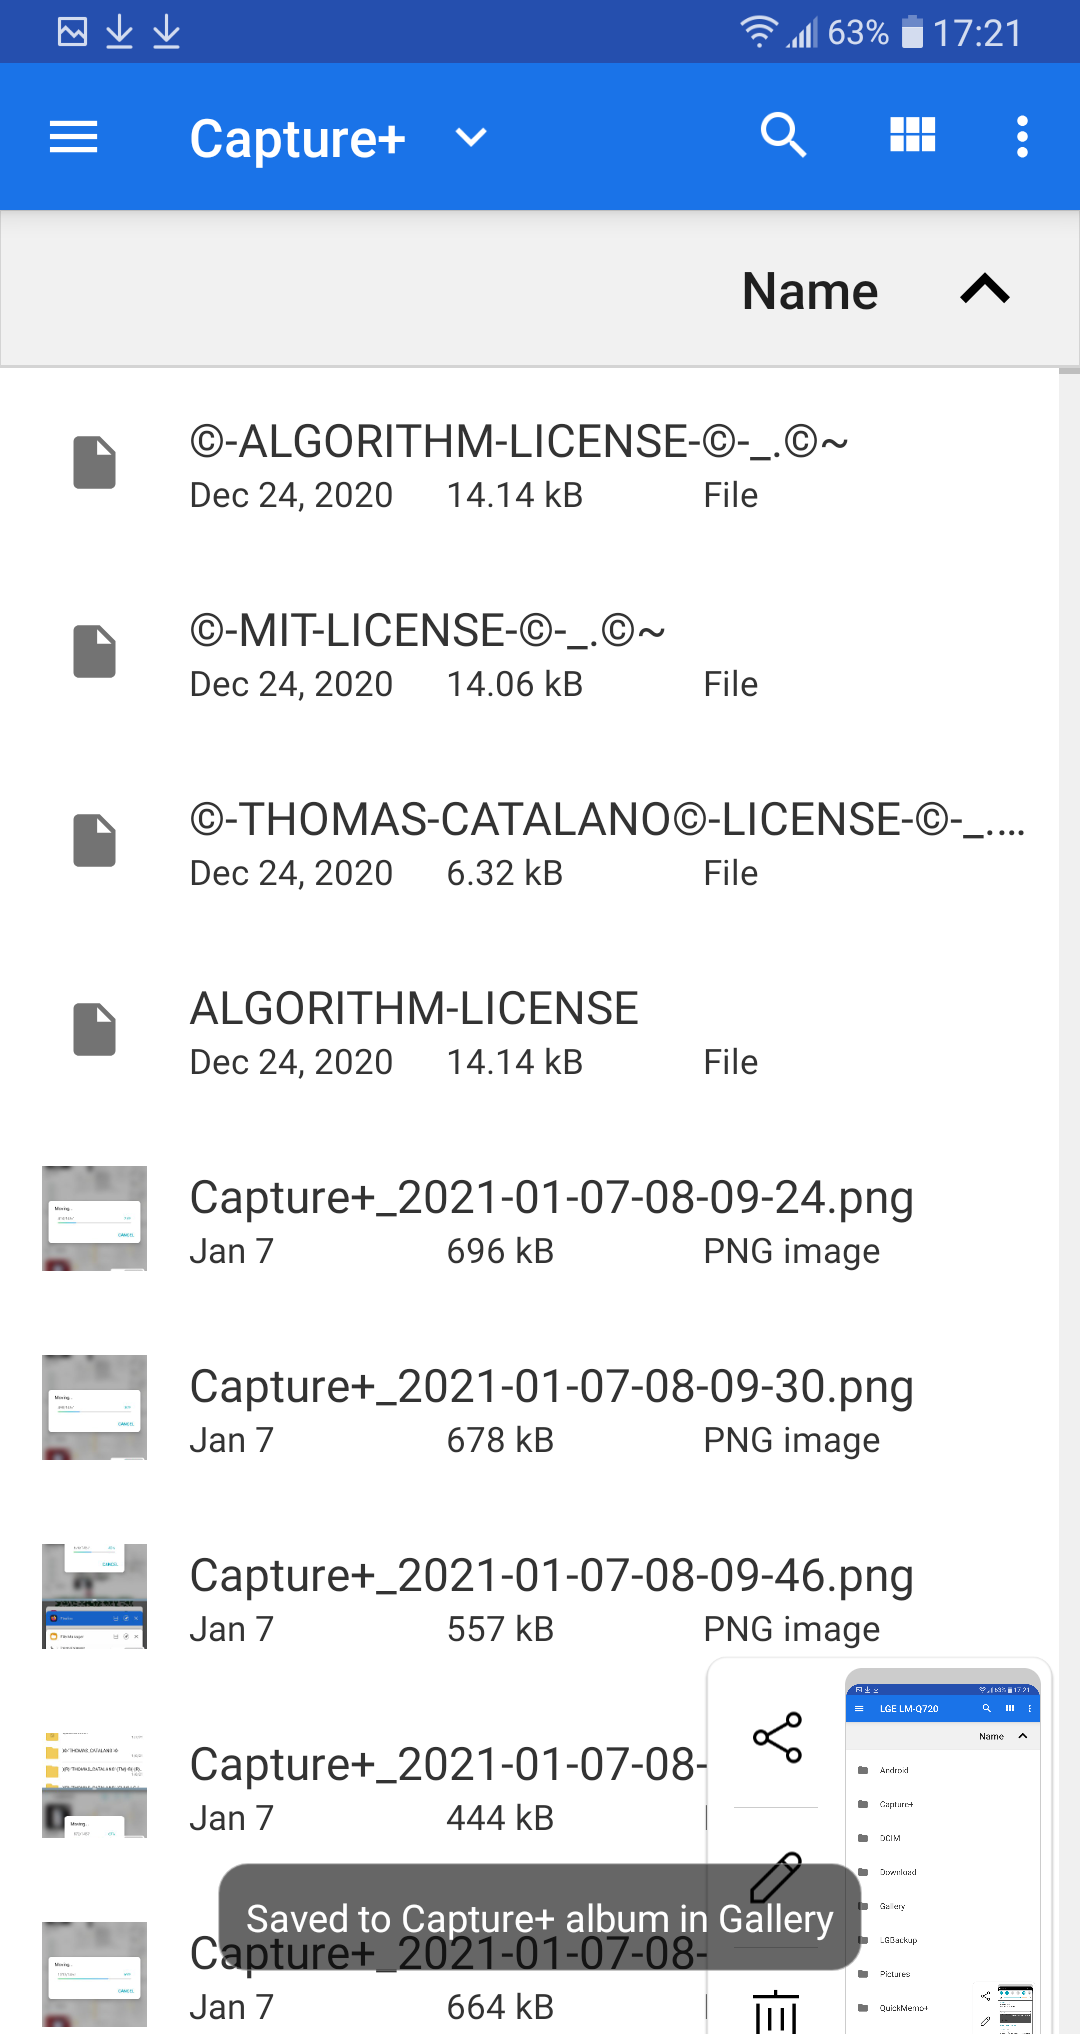 63% 17:21
Capture+
Name
©-ALGORITHM-LICENSE-©-_.©~
Dec 24, 2020 14.14 kB File
©-MIT-LICENSE-©-_.©~
Dec 24, 2020 14.06 kB File
©-THOMAS-CATALANO©-LICENSE-©-_....
Dec 24, 2020 6.32 kB File
ALGORITHM-LICENSE
Dec 24, 2020 14.14 kB File
Capture+_2021-01-07-08-09-24.png
Jan 7 696 kB PNG image
Capture+_2021-01-07-08-09-30.png
Jan 7 678 kB PNG image
Capture+_2021-01-07-08-09-46.png
Jan 7 557 kB PNG image
Capture+_2021-01-07-08-
Jan 7 444 kB
Capture+_2021-01-07-08-
Jan 7 664 kB
Saved to Capture+ album in Gallery
63% 17:21
LGE LM-Q720
Name
Android
Capture+
DCIM
Download
Gallery
LGBackup
Pictures
QuickMemo+